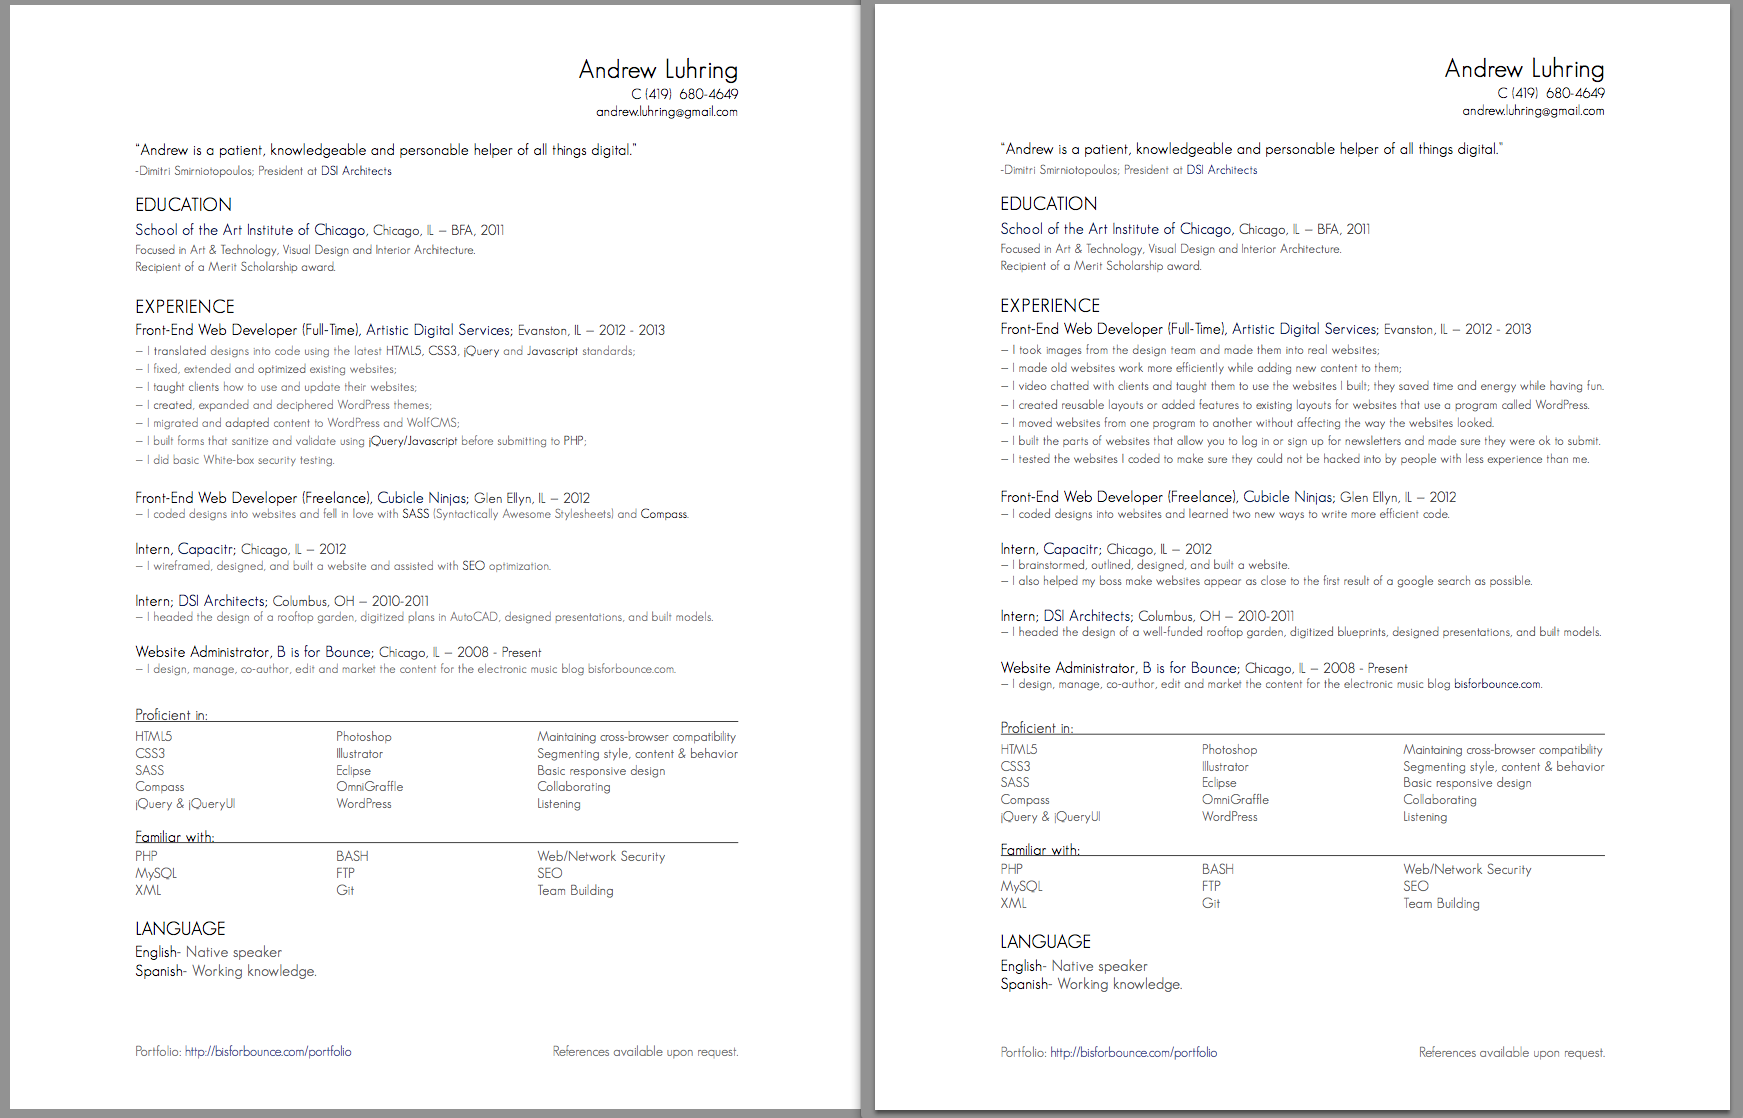 Andrew Luhring
C (419) 680-4649
andrew.luhring@gmail.com
"Andrew is a patient, knowledgeable and personable helper of all things digital."
-Dimitri Smirniotopoulos; President at DSI Architects
EDUCATION
School of the Art Institute of Chicago, Chicago, IL – BFA, 2011
Focused in Art & Technology, Visual Design and Interior Architecture.
Recipient of a Merit Scholarship award.
EXPERIENCE
Front-End Web Developer (Full-Time), Artistic Digital Services; Evanston, IL – 2012 - 2013
– I translated designs into code using the latest HTML5, CSS3, jQuery and Javascript standards;
– I fixed, extended and optimized existing websites;
– I taught clients how to use and update their websites;
– I created, expanded and deciphered WordPress themes;
– I migrated and adapted content to WordPress and WolfCMS;
– I built forms that sanitize and validate using jQuery/Javascript before submitting to PHP;
– I did basic White-box security testing.
Front-End Web Developer (Freelance), Cubicle Ninjas; Glen Ellyn, IL – 2012
– I coded designs into websites and fell in love with SASS (Syntactically Awesome Stylesheets) and Compass.
Intern, Capacitr; Chicago, IL – 2012
– I wireframed, designed, and built a website and assisted with SEO optimization.
Intern; DSI Architects; Columbus, OH – 2010-2011
– I headed the design of a rooftop garden, digitized plans in AutoCAD, designed presentations, and built models.
Website Administrator, B is for Bounce; Chicago, IL – 2008 - Present
– I design, manage, co-author, edit and market the content for the electronic music blog bisforbounce.com.
Proficient in:
HTML5 Photoshop Maintaining cross-browser compatibility
CSS3 Illustrator Segmenting style, content & behavior
SASS Eclipse Basic responsive design
Compass OmniGraffle Collaborating
jQuery & jQueryUI WordPress Listening
Familiar with:
PHP BASH Web/Network Security
MySQL FTP SEO
XML Git Team Building
LANGUAGE
English- Native speaker
Spanish- Working knowledge.
Portfolio: http://bisforbounce.com/portfolio References available upon request.
Andrew Luhring
C (419) 680-4649
andrew.luhring@gmail.com
"Andrew is a patient, knowledgeable and personable helper of all things digital."
-Dimitri Smirniotopoulos; President at DSI Architects
EDUCATION
School of the Art Institute of Chicago, Chicago, IL – BFA, 2011
Focused in Art & Technology, Visual Design and Interior Architecture.
Recipient of a Merit Scholarship award.
EXPERIENCE
Front-End Web Developer (Full-Time), Artistic Digital Services; Evanston, IL – 2012 - 2013
– I took images from the design team and made them into real websites;
– I made old websites work more efficiently while adding new content to them;
– I video chatted with clients and taught them to use the websites I built; they saved time and energy while having fun.
– I created reusable layouts or added features to existing layouts for websites that use a program called WordPress.
– I moved websites from one program to another without affecting the way the websites looked.
– I built the parts of websites that allow you to log in or sign up for newsletters and made sure they were ok to submit.
– I tested the websites I coded to make sure they could not be hacked into by people with less experience than me.
Front-End Web Developer (Freelance), Cubicle Ninjas; Glen Ellyn, IL – 2012
– I coded designs into websites and learned two new ways to write more efficient code.
Intern, Capacitr; Chicago, IL – 2012
– I brainstormed, outlined, designed, and built a website.
– I also helped my boss make websites appear as close to the first result of a google search as possible.
Intern; DSI Architects; Columbus, OH – 2010-2011
– I headed the design of a well-funded rooftop garden, digitized blueprints, designed presentations, and built models.
Website Administrator, B is for Bounce; Chicago, IL – 2008 - Present
– I design, manage, co-author, edit and market the content for the electronic music blog bisforbounce.com.
Proficient in:
HTML5 Photoshop Maintaining cross-browser compatibility
CSS3 Illustrator Segmenting style, content & behavior
SASS Eclipse Basic responsive design
Compass OmniGraffle Collaborating
jQuery & jQueryUI WordPress Listening
Familiar with:
PHP BASH Web/Network Security
MySQL FTP SEO
XML Git Team Building
LANGUAGE
English- Native speaker
Spanish- Working knowledge.
Portfolio: http://bisforbounce.com/portfolio References available upon request.